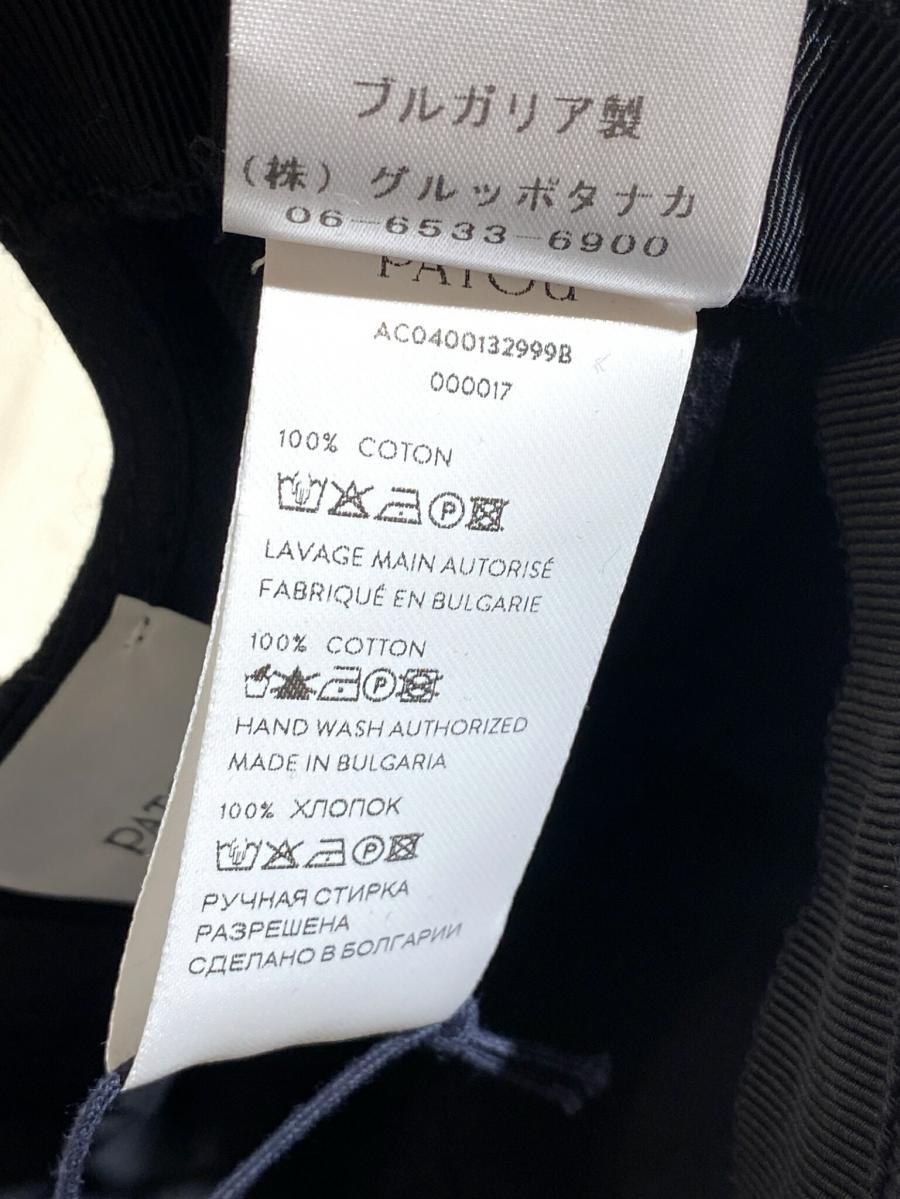 ブルガリア製
(株) グルッポタナカ
06-6533-6900
PATOU
AC0400132999B
000017
100% COTON
P
LAVAGE MAIN AUTORISÉ
FABRIQUÉ EN BULGARIE
100% COTTON
P
HAND WASH AUTHORIZED
MADE IN BULGARIA
100% ХЛОПОК
P
РУЧНАЯ СТИРКА
РАЗРЕШЕНА
СДЕЛАНО В БОЛГАРИИ
PAT